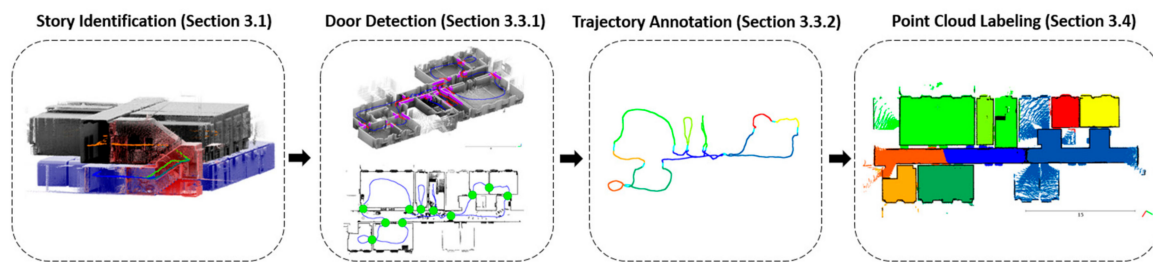 Story Identification (Section 3.1)
Door Detection (Section 3.3.1)
Trajectory Annotation (Section 3.3.2)
Point Cloud Labeling (Section 3.4)
15